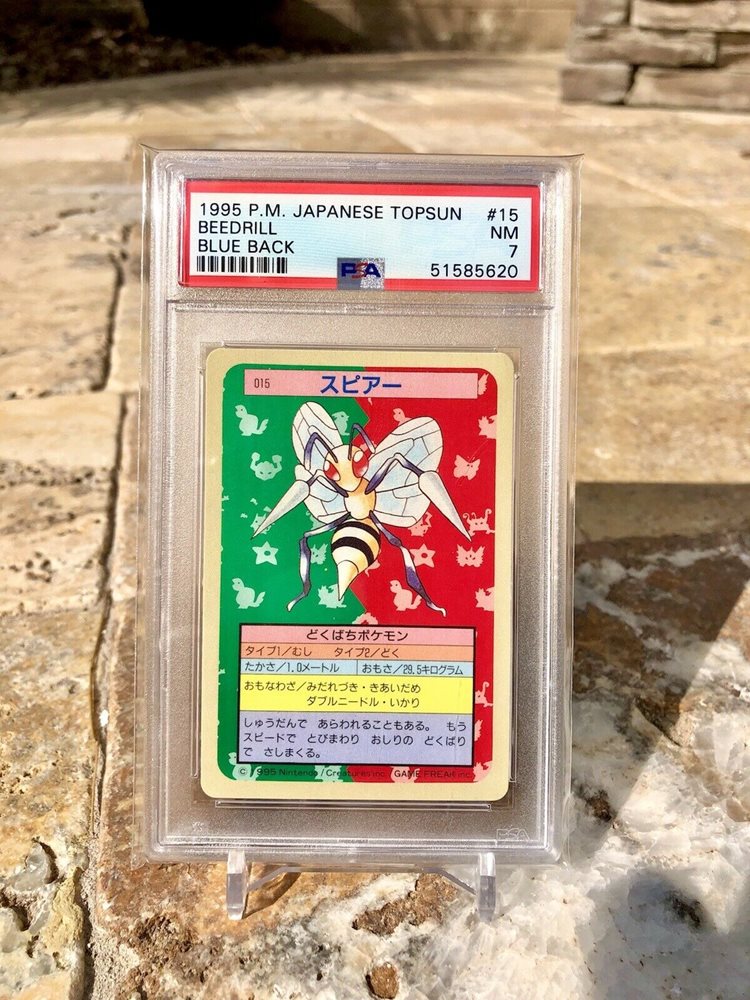 1995 P.M. JAPANESE TOPSUN #15
BEEDRILL NM
BLUE BACK 7
PSA 51585620
015 スピアー
どくばちポケモン
タイプ1/むし タイプ2/どく
たかさ/1.0メートル おもさ/29.5キログラム
おもなわざ/みだれづき・きあいだめ
ダブルニードル・いかり
しゅうだんで あらわれることもある。 もう
スピードで とびまわり おしりの どくばり
で さしまくる。
© 1995 Nintendo / Creatures inc. / GAME FREAK inc.
PSA